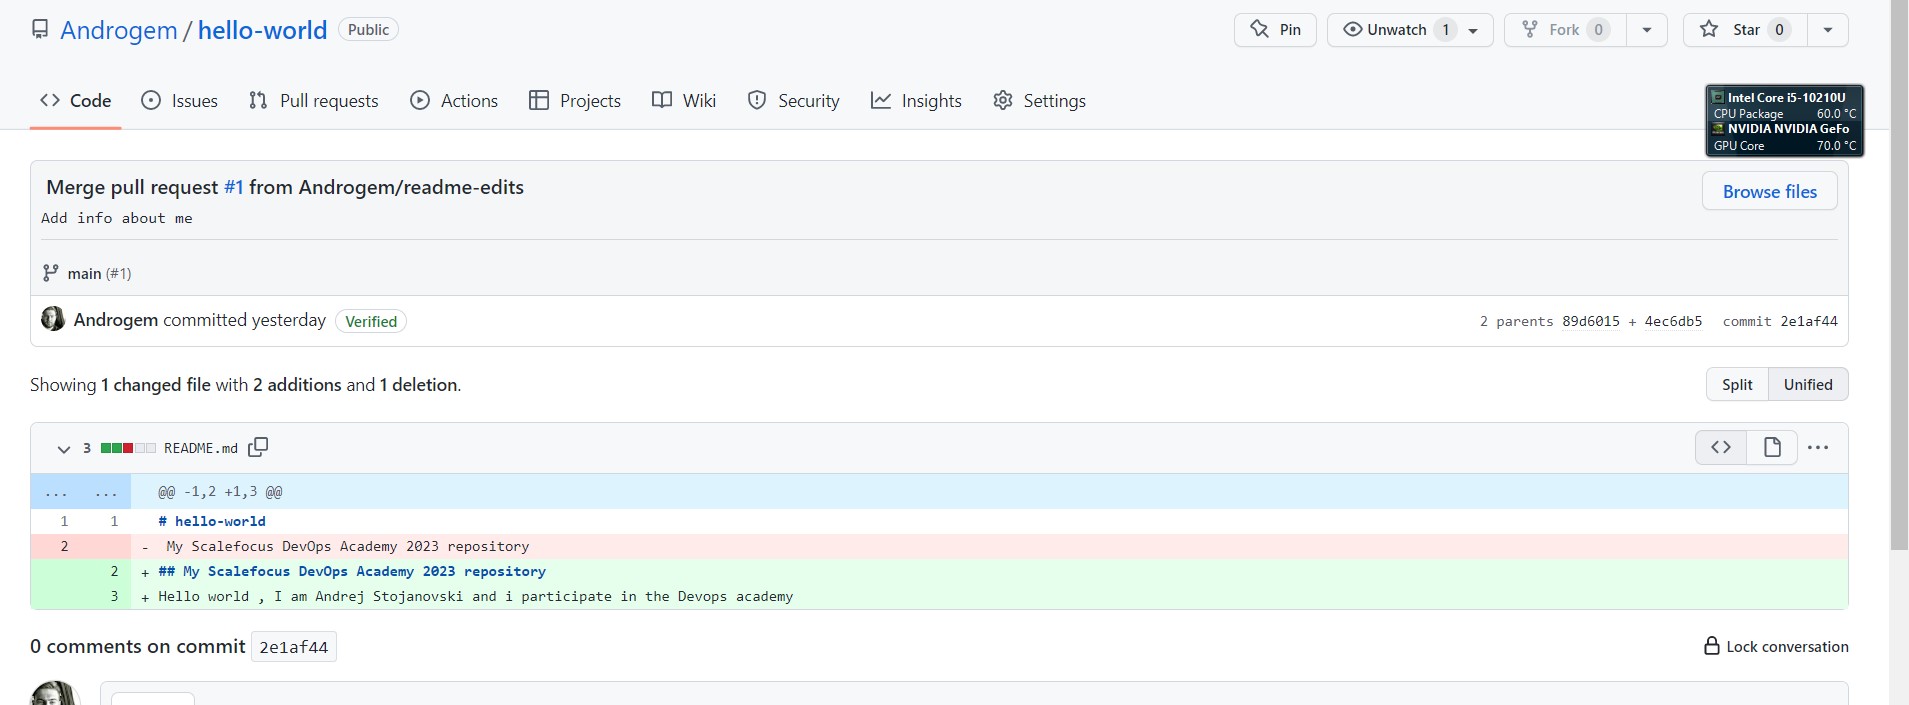 Androgem / hello-world Public
Pin Unwatch 1 Fork 0 Star 0
Code Issues Pull requests Actions Projects Wiki Security Insights Settings
Intel Core i5-10210U
CPU Package 60.0 °C
NVIDIA NVIDIA GeFo
GPU Core 70.0 °C
Merge pull request #1 from Androgem/readme-edits
Browse files
Add info about me
main (#1)
Androgem committed yesterday Verified
2 parents 89d6015 + 4ec6db5 commit 2e1af44
Showing 1 changed file with 2 additions and 1 deletion.
Split Unified
3 README.md
... ... @@ -1,2 +1,3 @@
1 1 # hello-world
2 - My Scalefocus DevOps Academy 2023 repository
2 + ## My Scalefocus DevOps Academy 2023 repository
3 + Hello world , I am Andrej Stojanovski and i participate in the Devops academy
0 comments on commit 2e1af44
Lock conversation